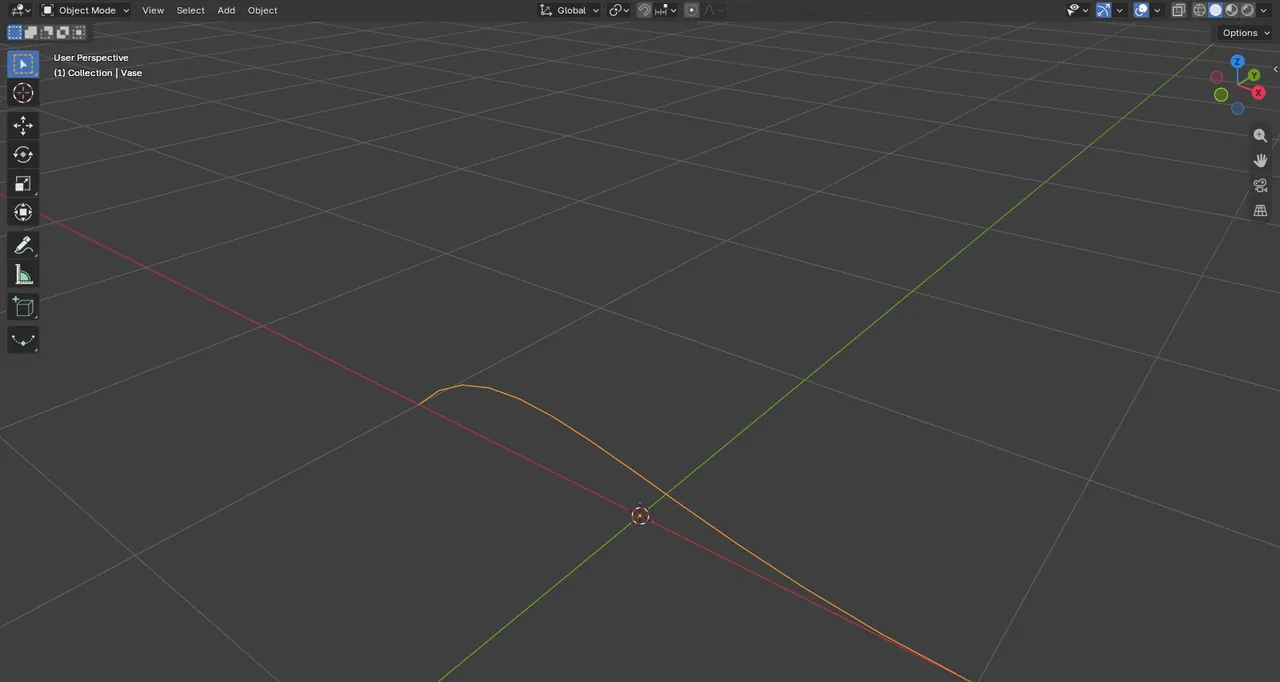 Object Mode View Select Add Object Global
Options
User Perspective
(1) Collection | Vase
Z
Y
X